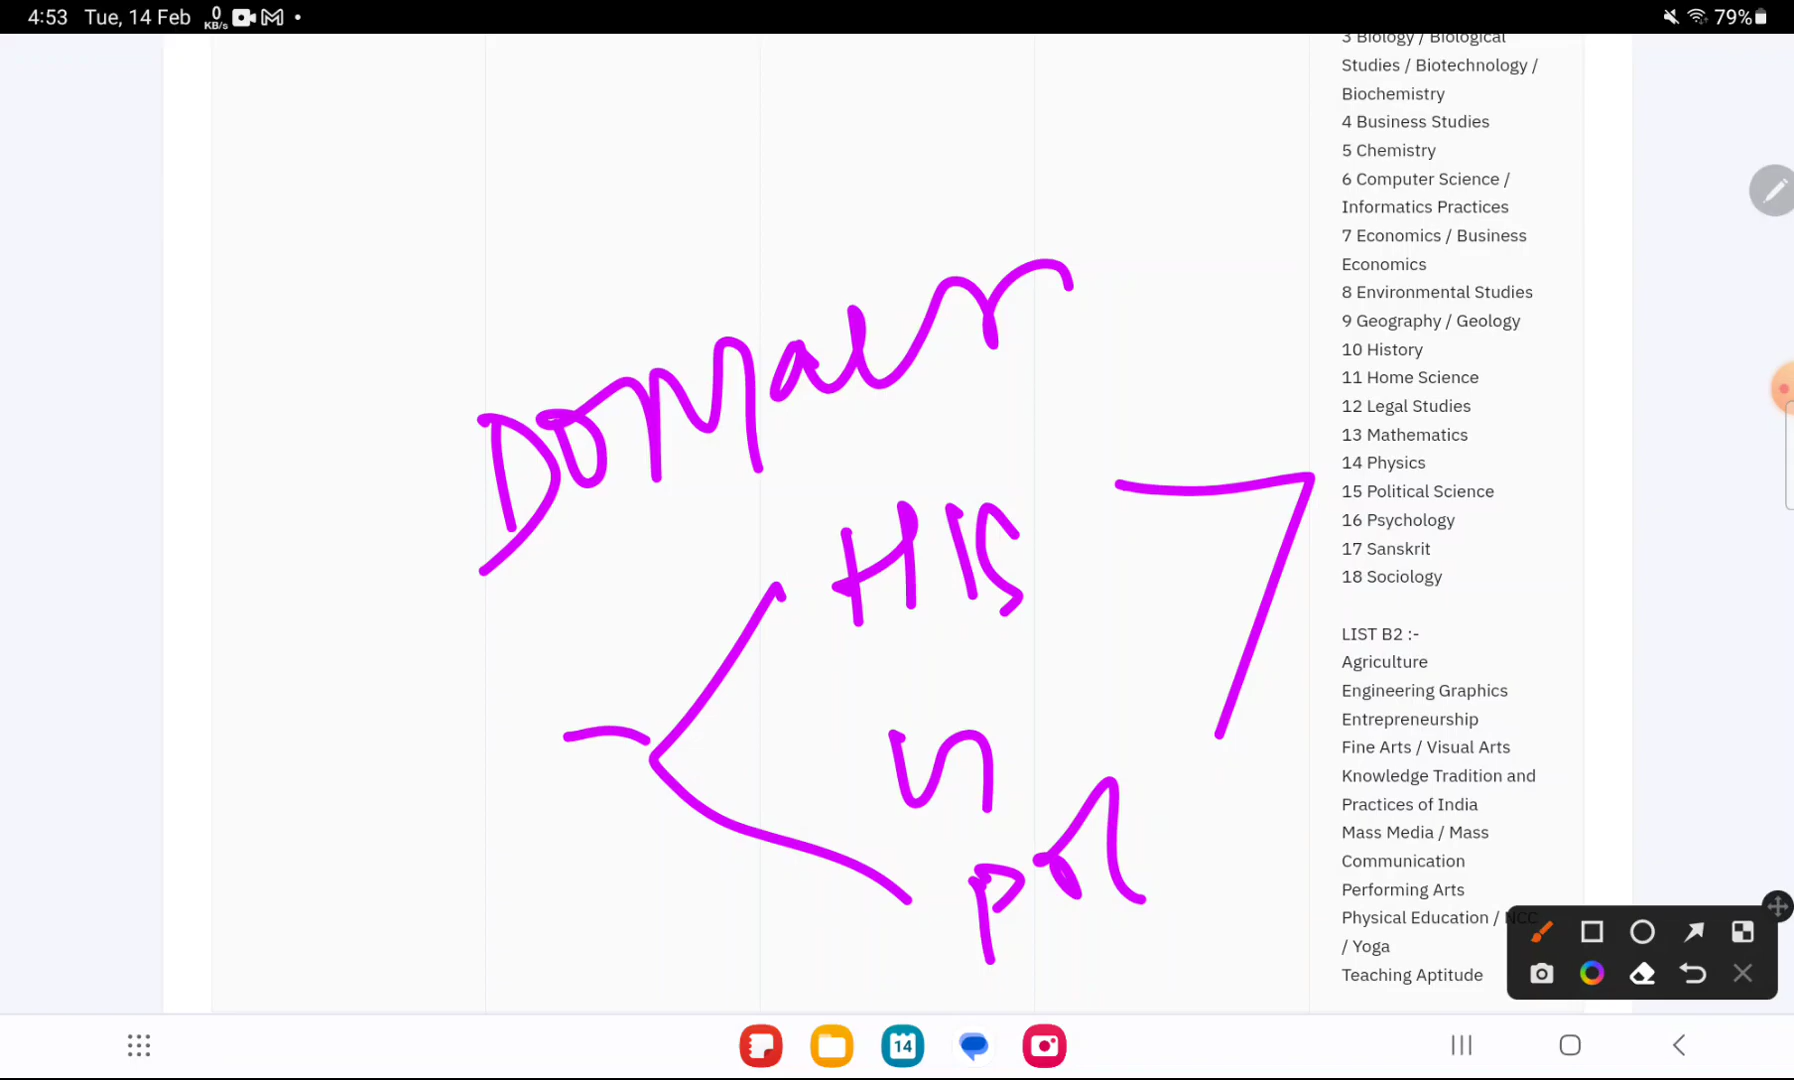 4:53 Tue, 14 Feb 0 KB/s 79%
3 Biology / Biological
Studies / Biotechnology /
Biochemistry
4 Business Studies
5 Chemistry
6 Computer Science /
Informatics Practices
7 Economics / Business
Economics
8 Environmental Studies
9 Geography / Geology
10 History
11 Home Science
12 Legal Studies
13 Mathematics
14 Physics
15 Political Science
16 Psychology
17 Sanskrit
18 Sociology
LIST B2 :-
Agriculture
Engineering Graphics
Entrepreneurship
Fine Arts / Visual Arts
Knowledge Tradition and
Practices of India
Mass Media / Mass
Communication
Performing Arts
Physical Education / NCC
/ Yoga
Teaching Aptitude
HIS
pol
14